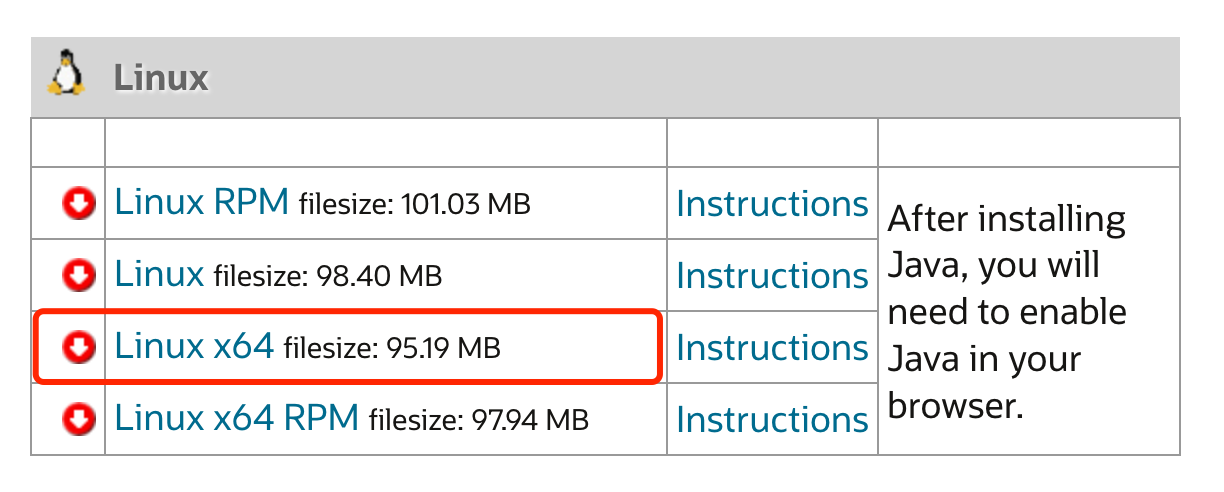 Linux
Linux RPM filesize: 101.03 MB
Instructions
Linux filesize: 98.40 MB
Instructions
Linux x64 filesize: 95.19 MB
Instructions
Linux x64 RPM filesize: 97.94 MB
Instructions
After installing
Java, you will
need to enable
Java in your
browser.